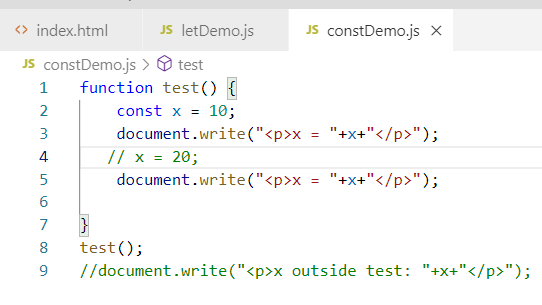 <> index.html JS letDemo.js JS constDemo.js ×
JS constDemo.js > test
1 function test() {
2 const x = 10;
3 document.write("<p>x = "+x+"</p>");
4 // x = 20;
5 document.write("<p>x = "+x+"</p>");
6
7 }
8 test();
9 //document.write("<p>x outside test: "+x+"</p>");